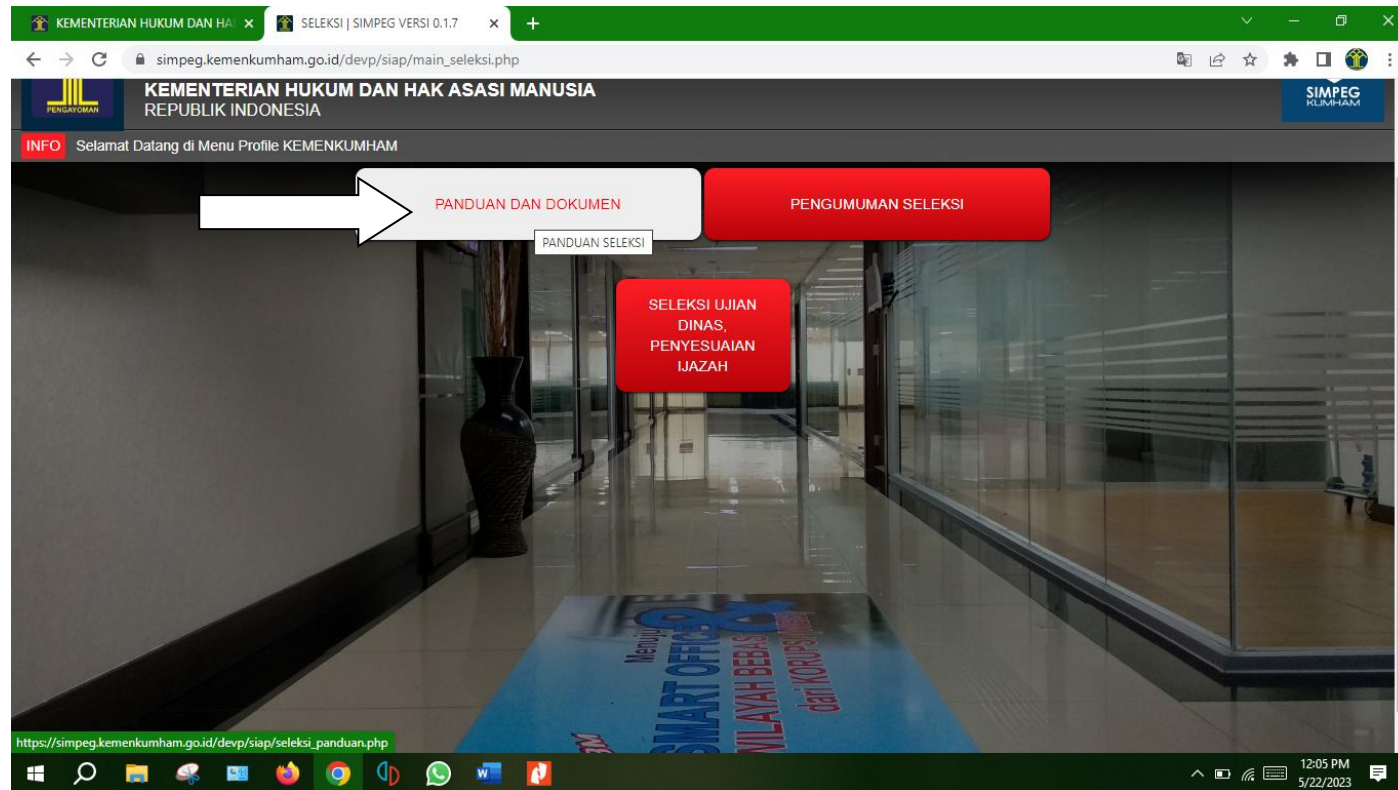 KEMENTERIAN HUKUM DAN HA
SELEKSI | SIMPEG VERSI 0.1.7
simpeg.kemenkumham.go.id/devp/siap/main_seleksi.php
PENGAYOMAN
KEMENTERIAN HUKUM DAN HAK ASASI MANUSIA
REPUBLIK INDONESIA
SIMPEG
KUMHAM
INFO Selamat Datang di Menu Profile KEMENKUMHAM
PANDUAN DAN DOKUMEN
PENGUMUMAN SELEKSI
PANDUAN SELEKSI
SELEKSI UJIAN
DINAS,
PENYESUAIAN
IJAZAH
Menuju
SMART OFFICE &
WILAYAH BEBAS
dari KORUPSI
https://simpeg.kemenkumham.go.id/devp/siap/seleksi_panduan.php
12:05 PM
5/22/2023